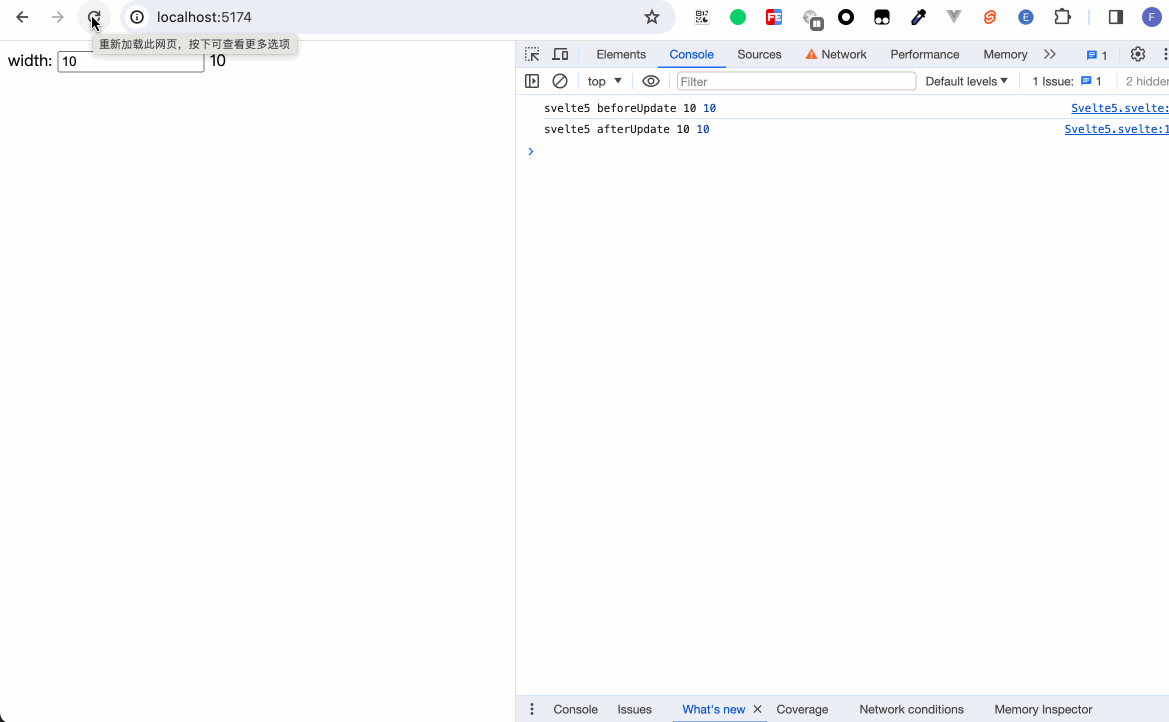 localhost:5174
FE
E
F
重新加载此网页，按下可查看更多选项
width: 10 10
Elements Console Sources Network Performance Memory 1
top Filter Default levels 1 Issue: 1 2 hidden
svelte5 beforeUpdate 10 10 Svelte5.svelte:
svelte5 afterUpdate 10 10 Svelte5.svelte:1
Console Issues What's new Coverage Network conditions Memory Inspector